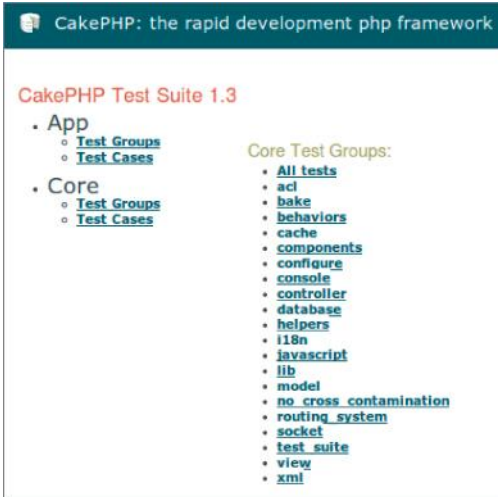 CakePHP: the rapid development php framework
CakePHP Test Suite 1.3
App
Test Groups
Test Cases
Core
Test Groups
Test Cases
Core Test Groups:
All tests
acl
bake
behaviors
cache
components
configure
console
controller
database
helpers
i18n
javascript
lib
model
no_cross_contamination
routing_system
socket
test_suite
view
xml